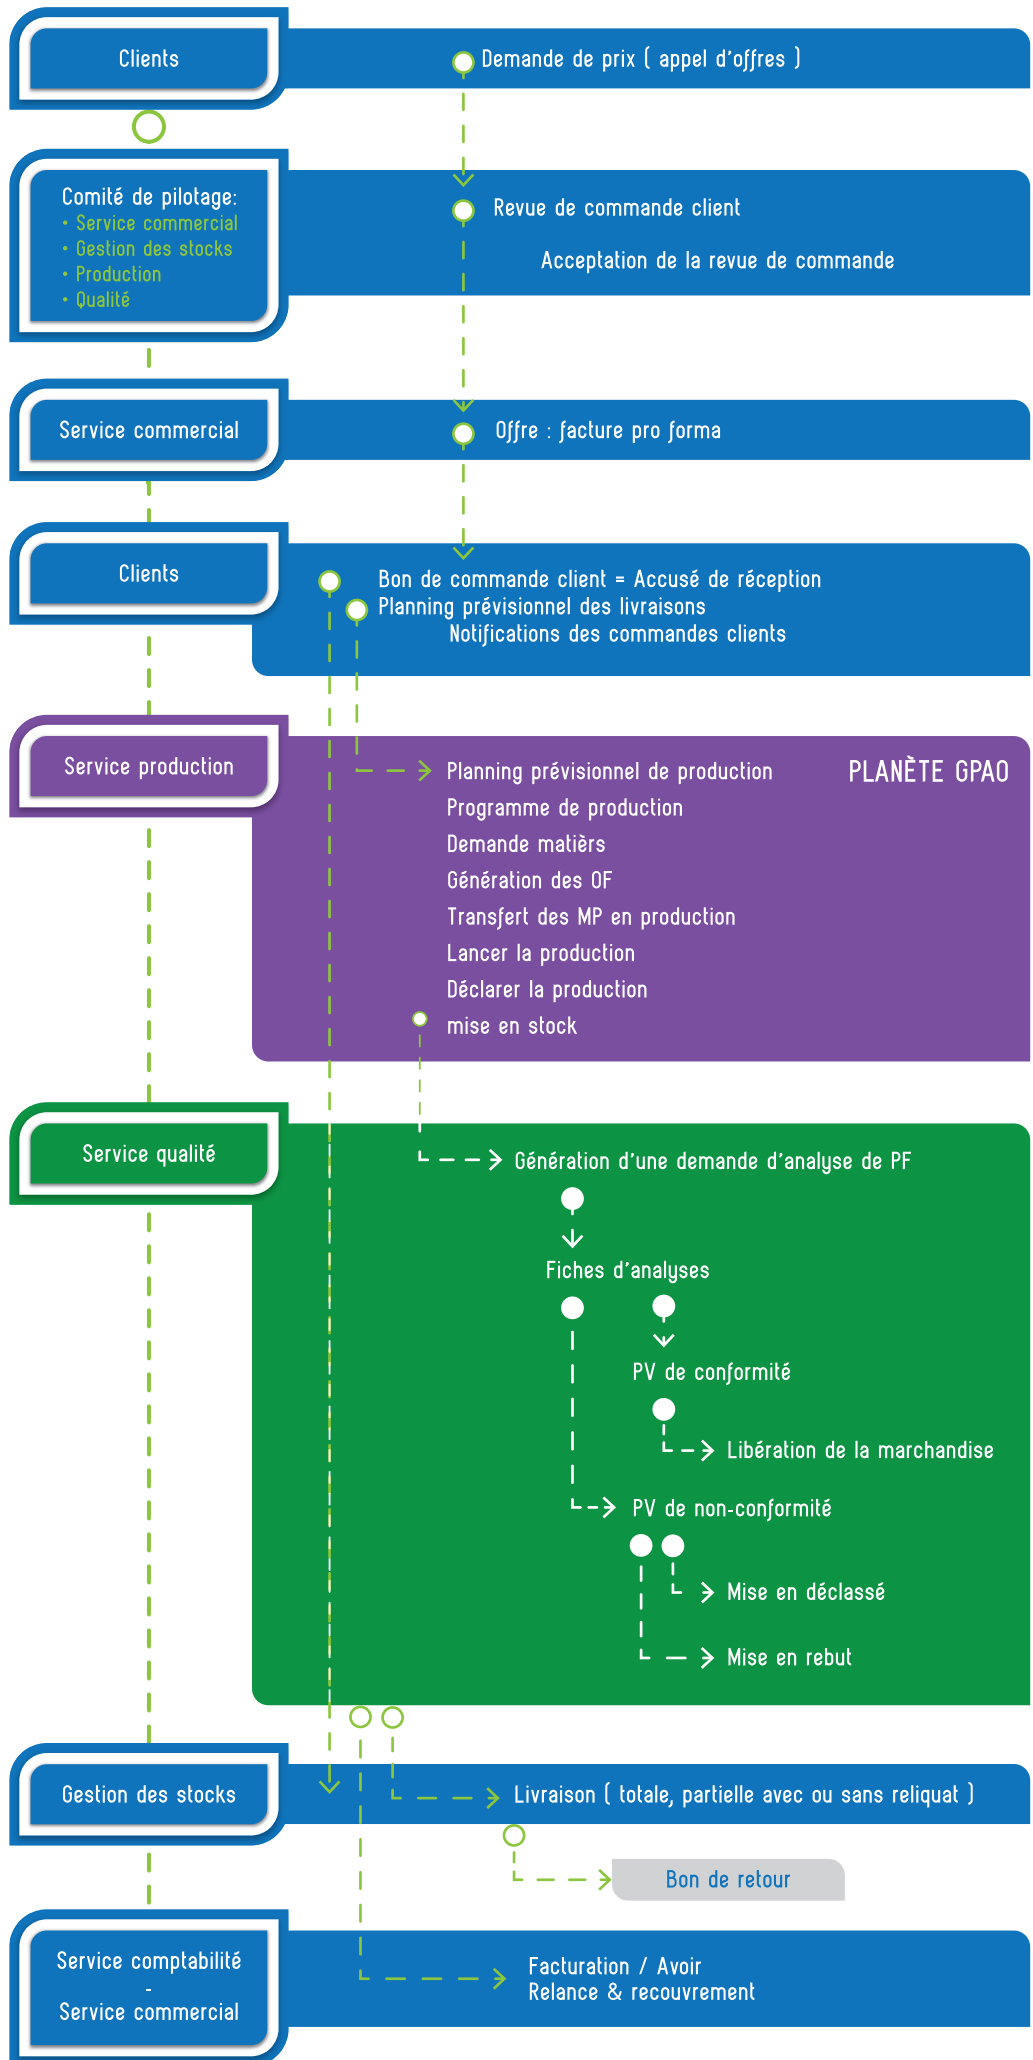 Clients
Demande de prix ( appel d'offres )
Comité de pilotage:
• Service commercial
• Gestion des stocks
• Production
• Qualité
Revue de commande client
Acceptation de la revue de commande
Service commercial
Offre : facture pro forma
Clients
Bon de commande client = Accusé de réception
Planning prévisionnel des livraisons
Notifications des commandes clients
Service production
Planning prévisionnel de production
PLANÈTE GPAO
Programme de production
Demande matièrs
Génération des OF
Transfert des MP en production
Lancer la production
Déclarer la production
mise en stock
Service qualité
Génération d'une demande d'analyse de PF
Fiches d'analyses
PV de conformité
Libération de la marchandise
PV de non-conformité
Mise en déclassé
Mise en rebut
Gestion des stocks
Livraison ( totale, partielle avec ou sans reliquat )
Bon de retour
Service comptabilité
-
Service commercial
Facturation / Avoir
Relance & recouvrement